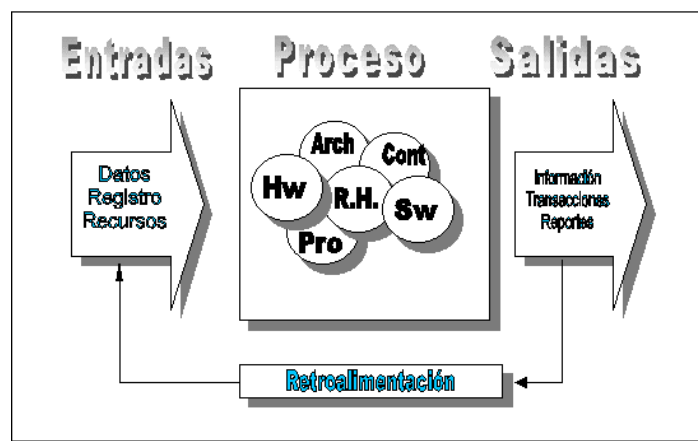 Entradas
Proceso
Salidas
Datos
Registro
Recursos
Arch
Cont
Hw
R.H.
Sw
Pro
Información
Transacciones
Reportes
Retroalimentación